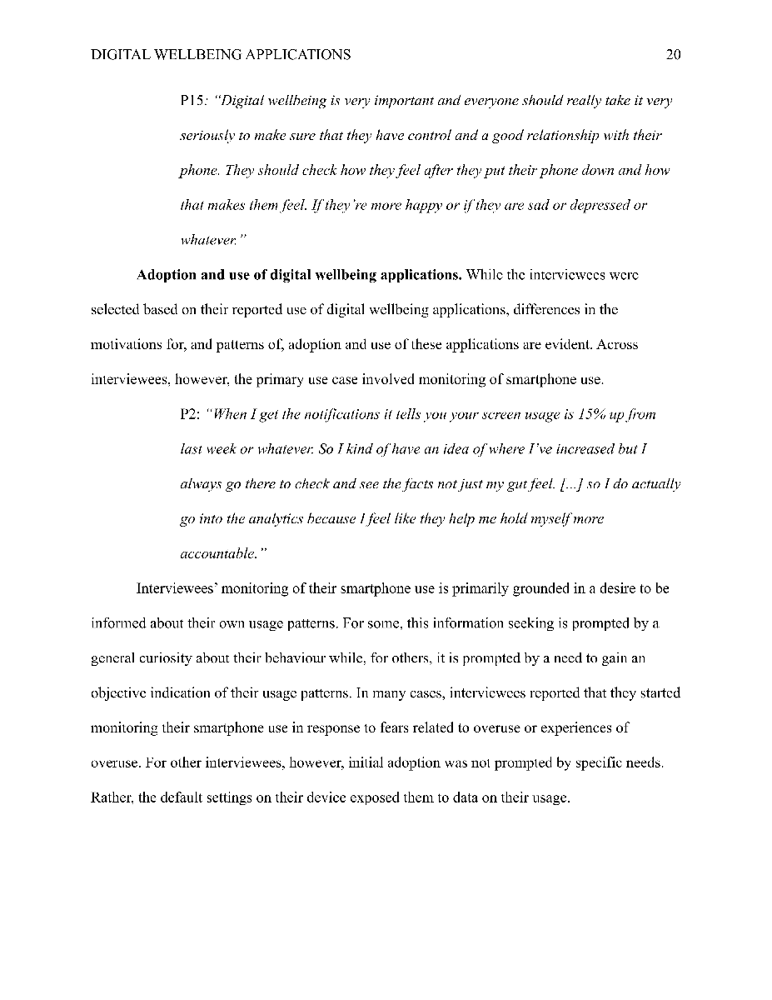 DIGITAL WELLBEING APPLICATIONS 20
P15: “Digital wellbeing is very important and everyone should really take it very
seriously to make sure that they have control and a good relationship with their
phone. They should check how they feel after they put their phone down and how
that makes them feel. If they’re more happy or if they are sad or depressed or
whatever.”
Adoption and use of digital wellbeing applications. While the interviewees were
selected based on their reported use of digital wellbeing applications, differences in the
motivations for, and patterns of, adoption and use of these applications are evident. Across
interviewees, however, the primary use case involved monitoring of smartphone use.
P2: “When I get the notifications it tells you your screen usage is 15% up from
last week or whatever. So I kind of have an idea of where I’ve increased but I
always go there to check and see the facts not just my gut feel. [...] so I do actually
go into the analytics because I feel like they help me hold myself more
accountable.”
Interviewees’ monitoring of their smartphone use is primarily grounded in a desire to be
informed about their own usage patterns. For some, this information seeking is prompted by a
general curiosity about their behaviour while, for others, it is prompted by a need to gain an
objective indication of their usage patterns. In many cases, interviewees reported that they started
monitoring their smartphone use in response to fears related to overuse or experiences of
overuse. For other interviewees, however, initial adoption was not prompted by specific needs.
Rather, the default settings on their device exposed them to data on their usage.